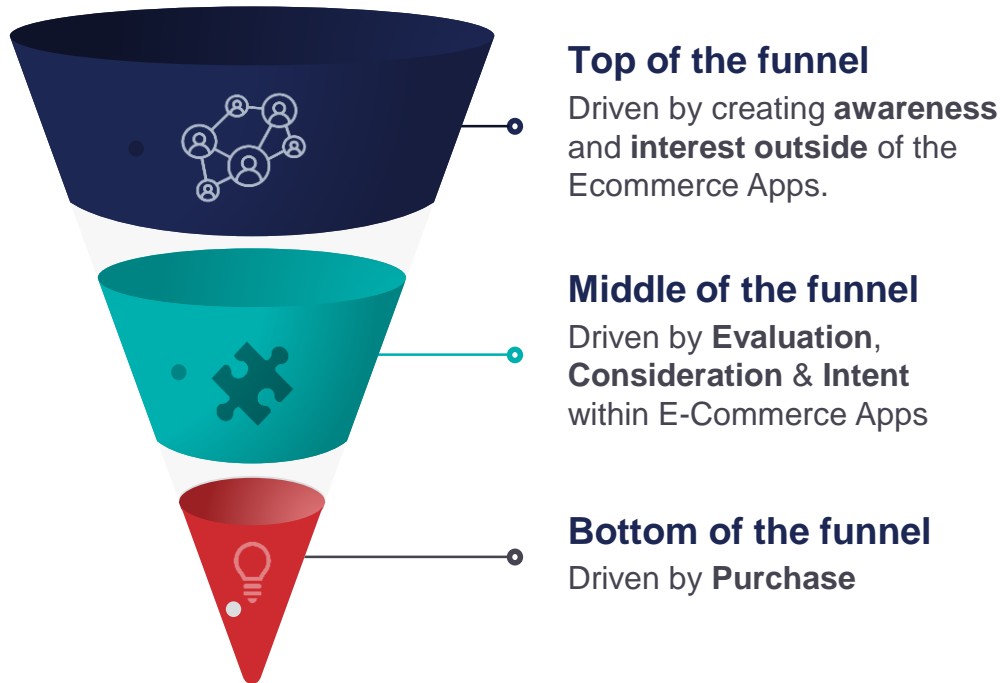 Top of the funnel
Driven by creating awareness
and interest outside of the
Ecommerce Apps.
Middle of the funnel
Driven by Evaluation,
Consideration & Intent
within E-Commerce Apps
Bottom of the funnel
Driven by Purchase